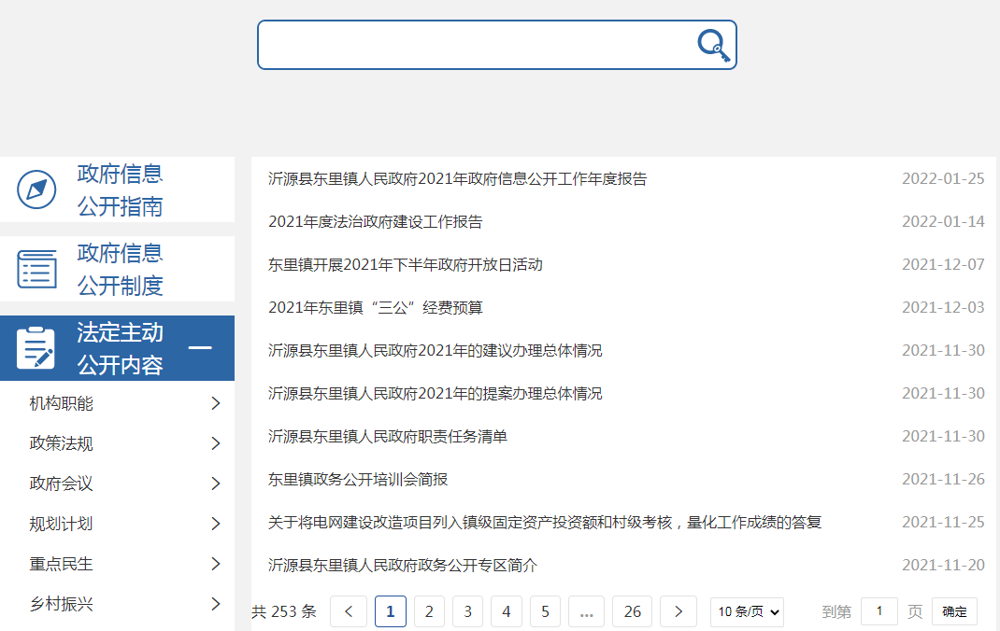 政府信息
公开指南
政府信息
公开制度
法定主动
公开内容
机构职能
政策法规
政府会议
规划计划
重点民生
乡村振兴
沂源县东里镇人民政府2021年政府信息公开工作年度报告 2022-01-25
2021年度法治政府建设工作报告 2022-01-14
东里镇开展2021年下半年政府开放日活动 2021-12-07
2021年东里镇“三公”经费预算 2021-12-03
沂源县东里镇人民政府2021年的建议办理总体情况 2021-11-30
沂源县东里镇人民政府2021年的提案办理总体情况 2021-11-30
沂源县东里镇人民政府职责任务清单 2021-11-30
东里镇政务公开培训会简报 2021-11-26
关于将电网建设改造项目列入镇级固定资产投资额和村级考核，量化工作成绩的答复 2021-11-25
沂源县东里镇人民政府政务公开专区简介 2021-11-20
共 253 条 < 1 2 3 4 5 … 26 > 10 条/页 到第 1 页 确定